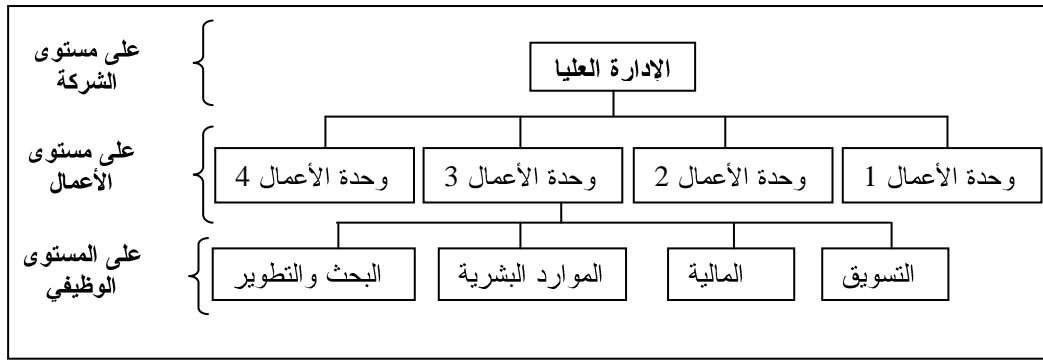 على مستوى
الشركة
الإدارة العليا
على مستوى
الأعمال
وحدة الأعمال 1
وحدة الأعمال 2
وحدة الأعمال 3
وحدة الأعمال 4
على المستوى
الوظيفي
التسويق
المالية
الموارد البشرية
البحث والتطوير